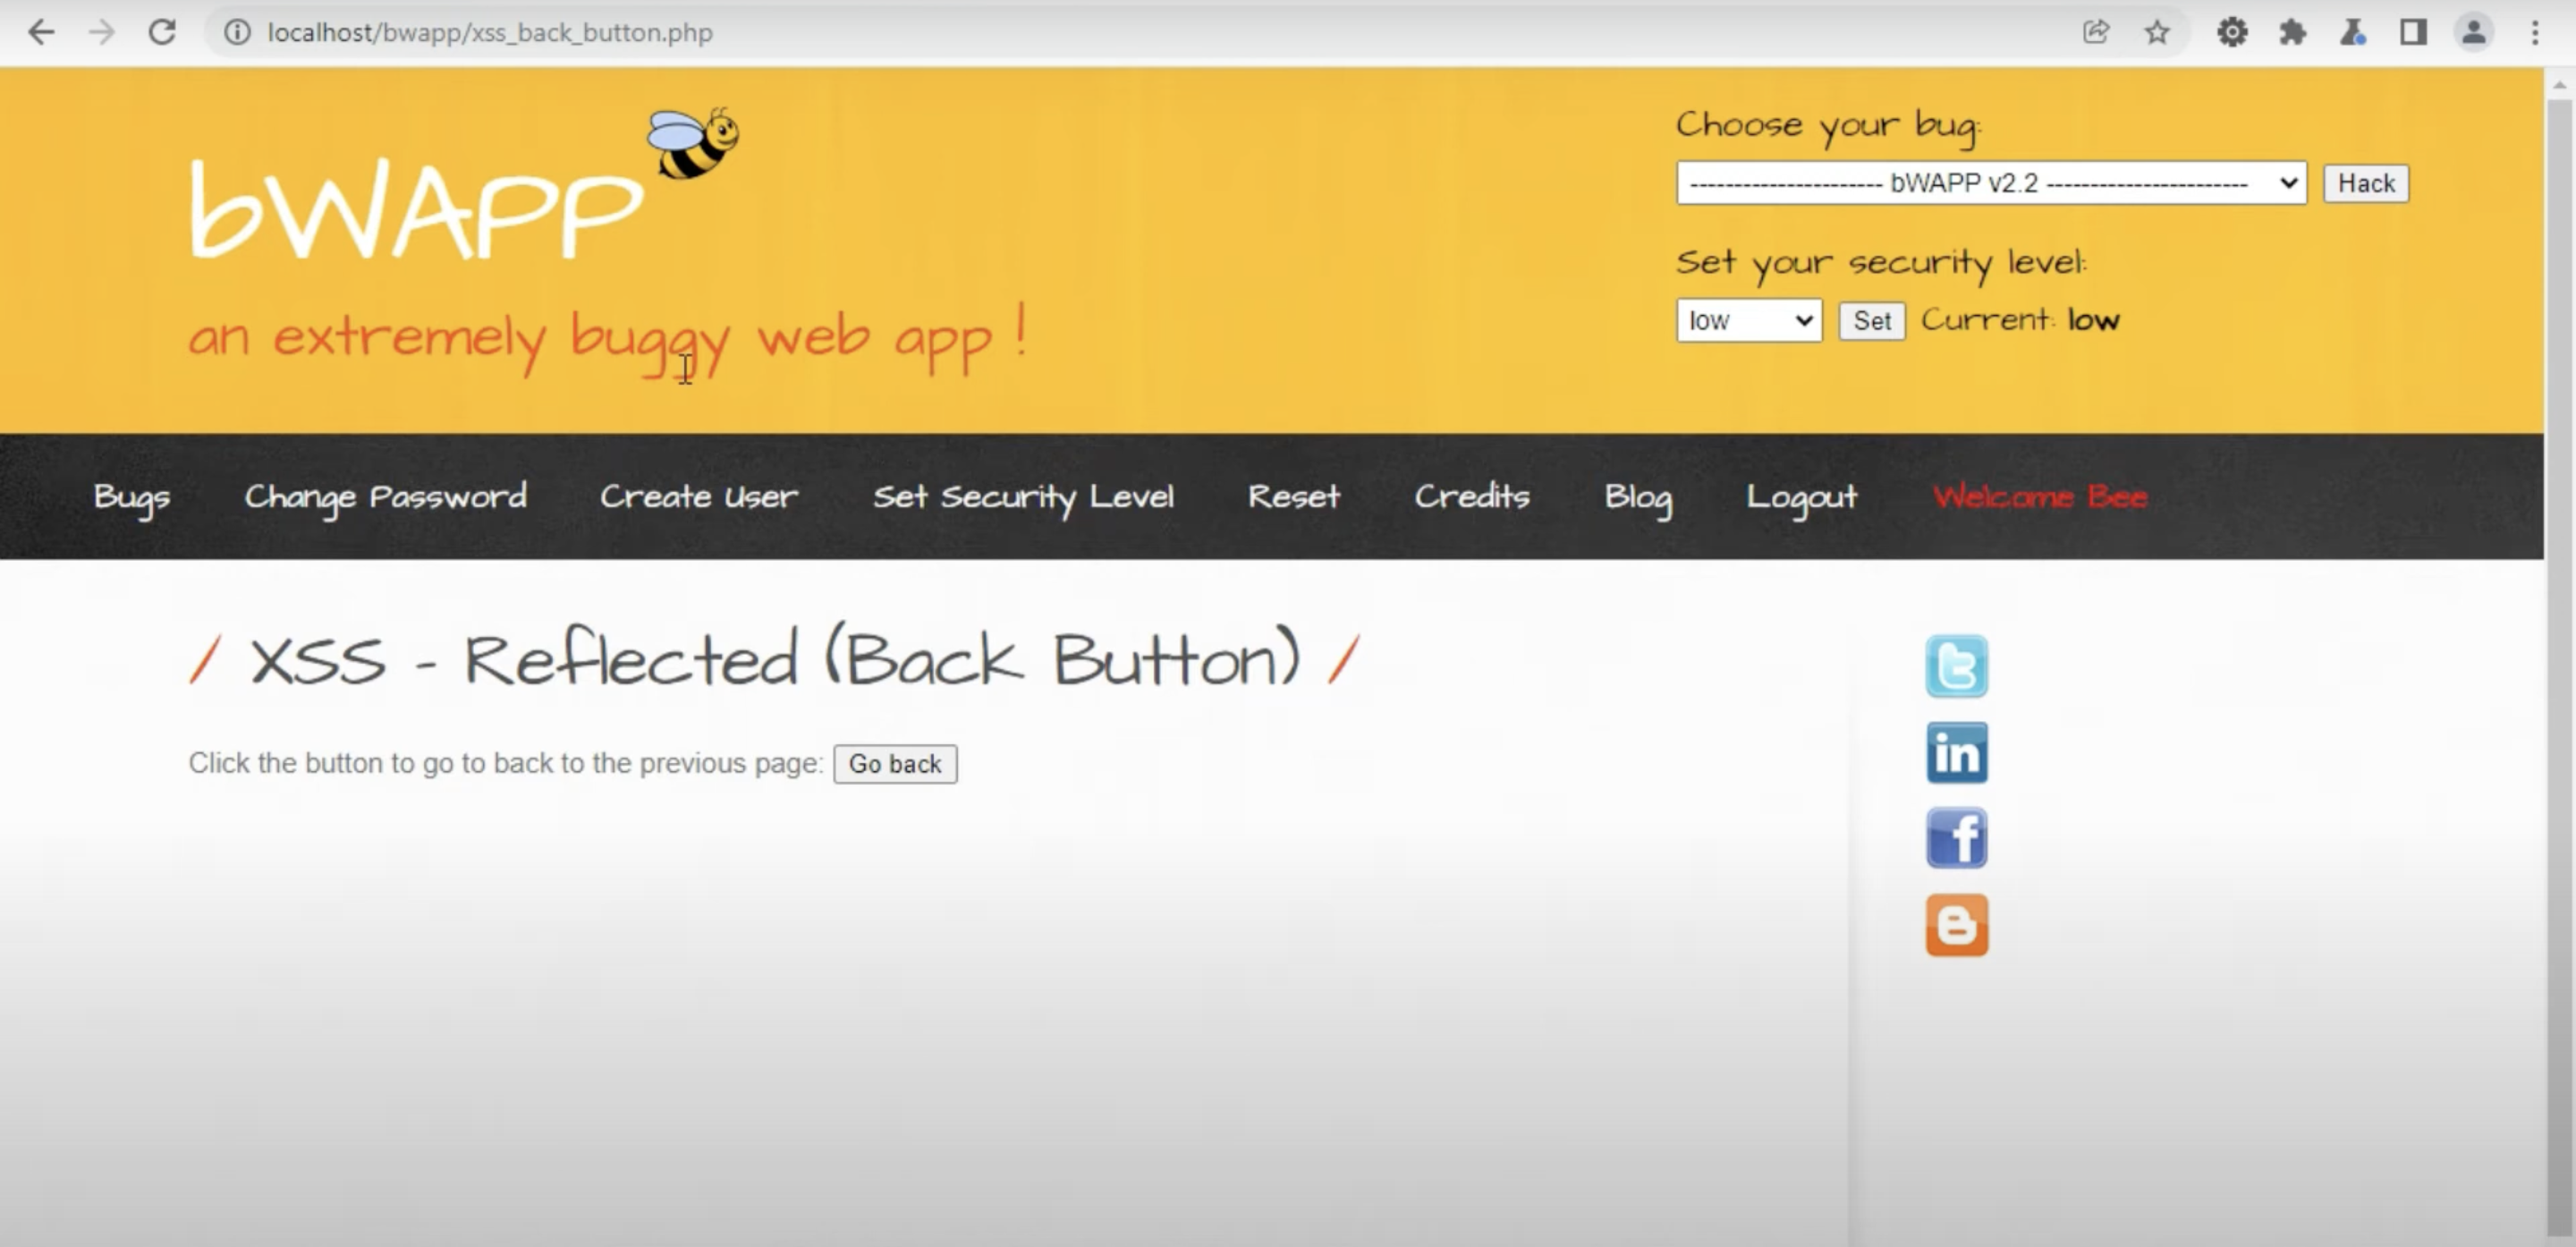 localhost/bwapp/xss_back_button.php
bWAPP
an extremely buggy web app !
Choose your bug:
---------------------- bWAPP v2.2 -----------------------
Hack
Set your security level:
low
Set
Current: low
Bugs
Change Password
Create User
Set Security Level
Reset
Credits
Blog
Logout
Welcome Bee
/ XSS - Reflected (Back Button) /
Click the button to go to back to the previous page:
Go back